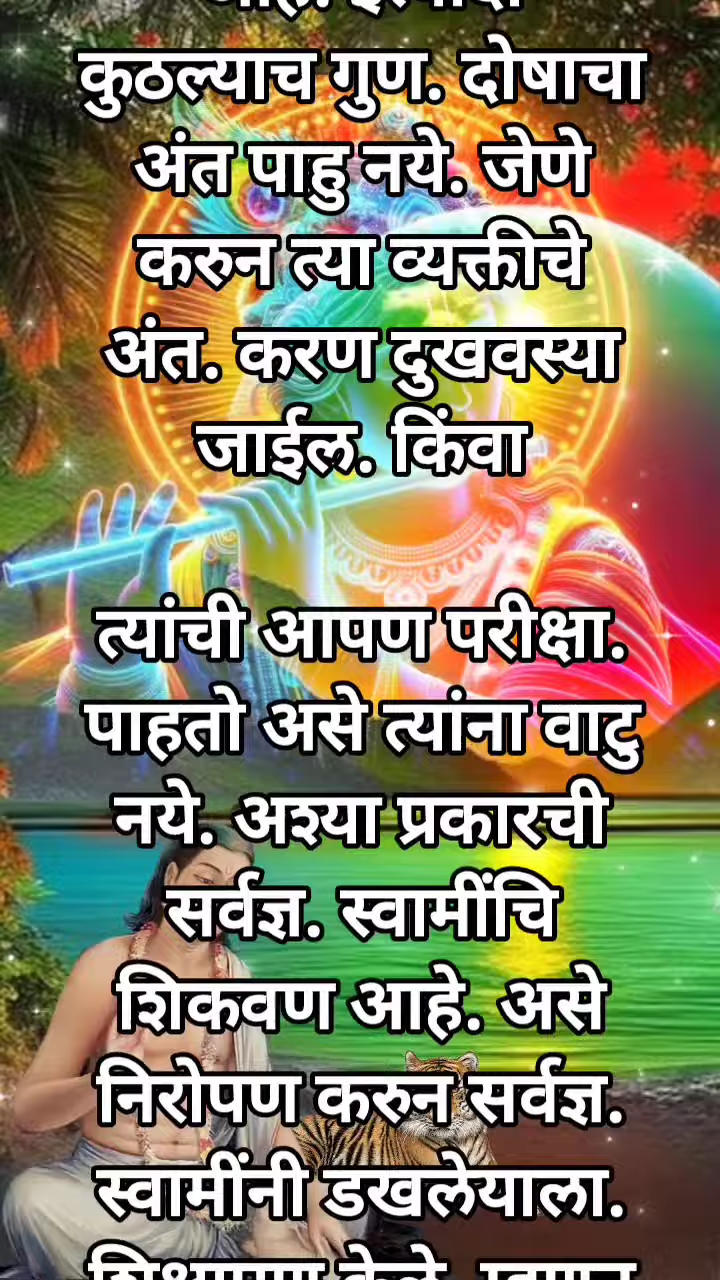 कुठल्याच गुण. दोषाचा
अंत पाहु नये. जेणे
करुन त्या व्यक्तीचे
अंत. करण दुखवस्या
जाईल. किंवा
त्यांची आपण परीक्षा.
पाहतो असे त्यांना वाटु
नये. अश्या प्रकारची
सर्वज्ञ. स्वामींचि
शिकवण आहे. असे
निरोपण करुन सर्वज्ञ.
स्वामींनी डखलेयाला.